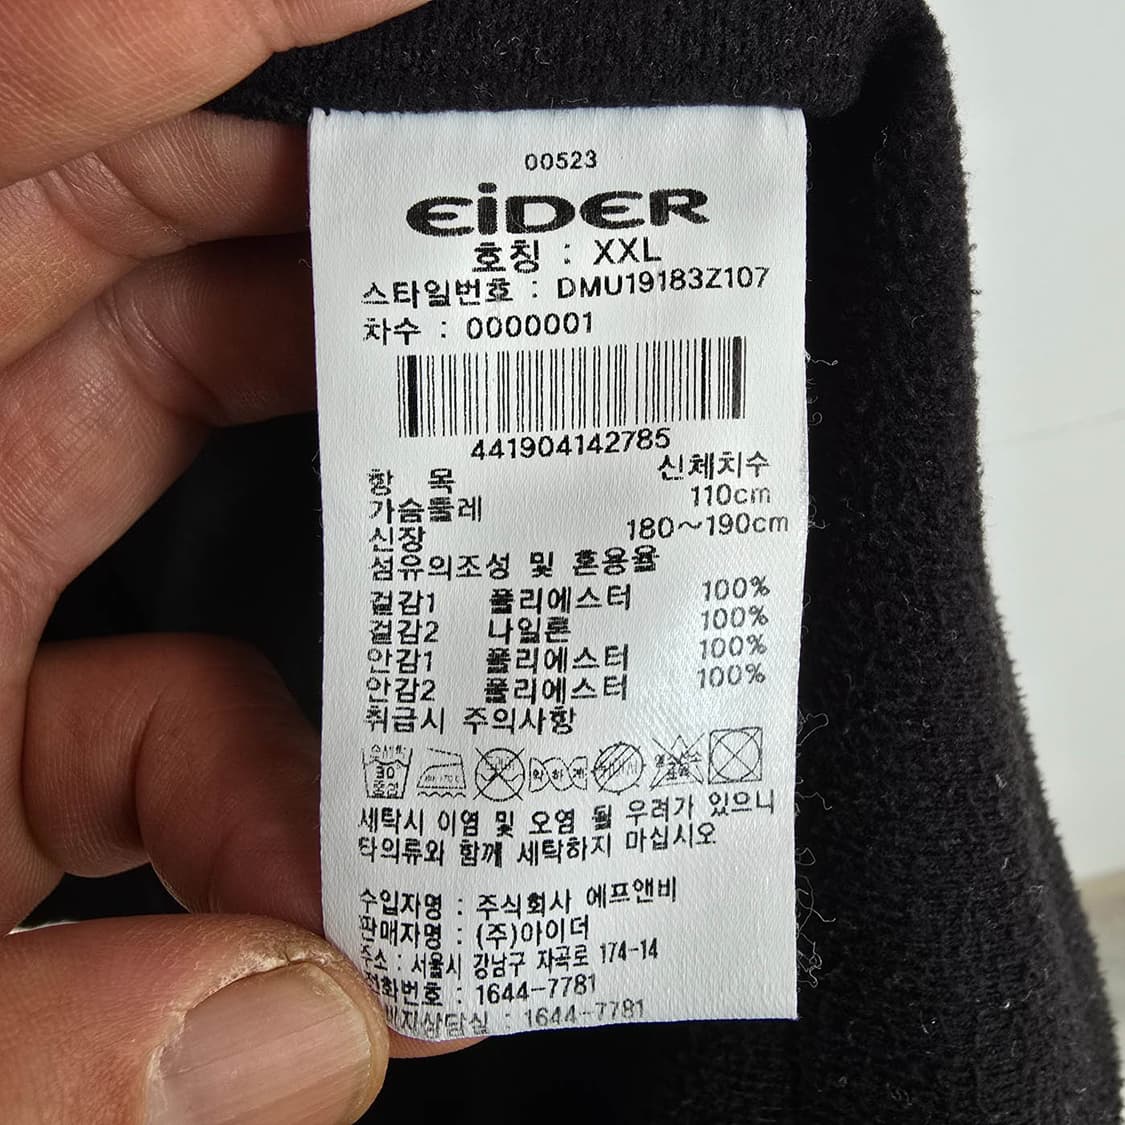 00523
EiDER
호칭 : XXL
스타일번호 : DMU19183Z107
차수 : 0000001
441904142785
항 목 신체치수
가슴둘레 110cm
신장 180~190cm
섬유의조성 및 혼용율
겉감1 폴리에스터 100%
겉감2 나일론 100%
안감1 폴리에스터 100%
안감2 폴리에스터 100%
취급시 주의사항
30 약하게
세탁시 이염 및 오염 될 우려가 있으니
타의류와 함께 세탁하지 마십시오
수입자명 : 주식회사 에프앤비
판매자명 : (주)아이더
주소 : 서울시 강남구 자곡로 174-14
전화번호 : 1644-7781
: 1644-7781